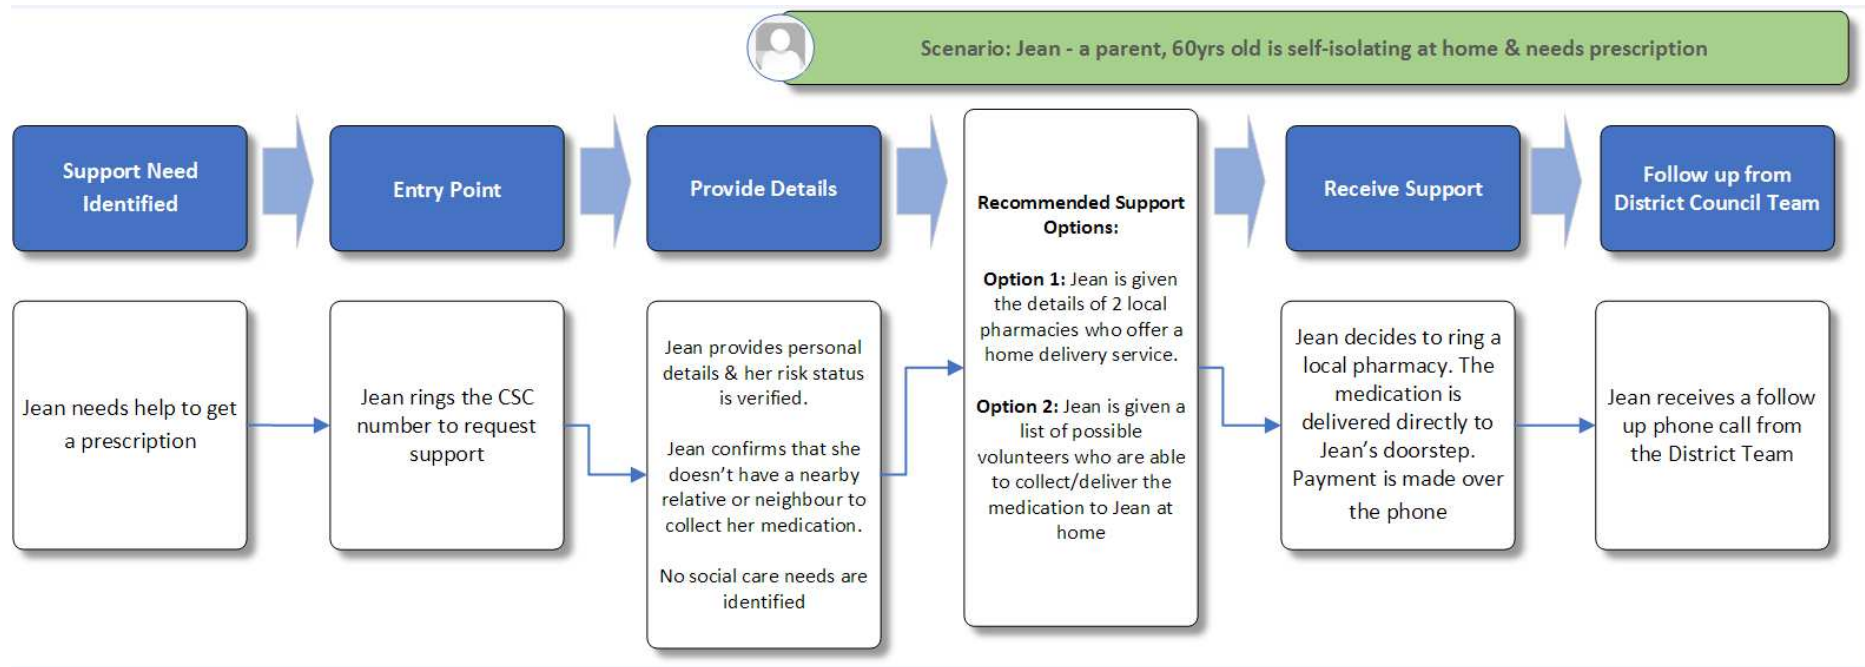 Scenario: Jean - a parent, 60yrs old is self-isolating at home & needs prescription
Support Need
Identified
Entry Point
Provide Details
Recommended Support
Options:
Option 1: Jean is given
the details of 2 local
pharmacies who offer a
home delivery service.
Option 2: Jean is given a
list of possible
volunteers who are able
to collect/deliver the
medication to Jean at
home
Receive Support
Follow up from
District Council Team
Jean needs help to get
a prescription
Jean rings the CSC
number to request
support
Jean provides personal
details & her risk status
is verified.
Jean confirms that she
doesn't have a nearby
relative or neighbour to
collect her medication.
No social care needs are
identified
Jean decides to ring a
local pharmacy. The
medication is
delivered directly to
Jean's doorstep.
Payment is made over
the phone
Jean receives a follow
up phone call from
the District Team